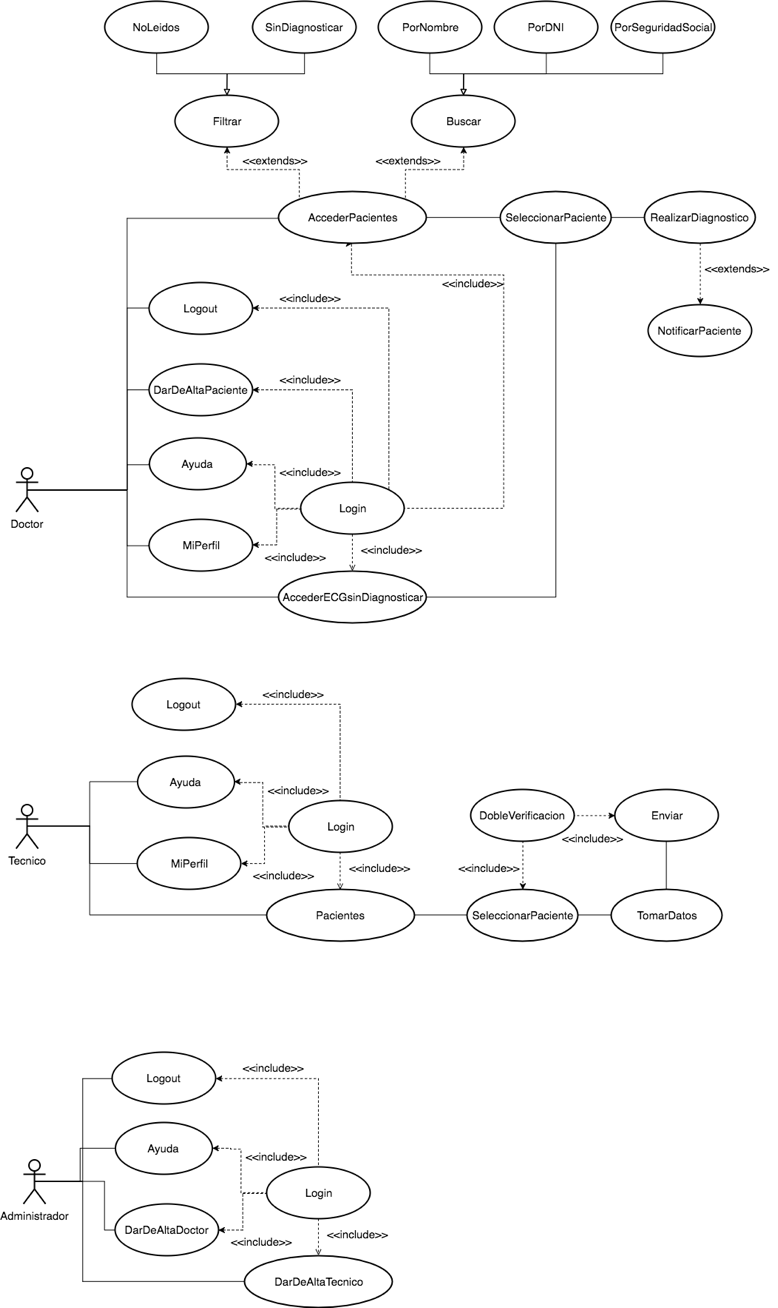 NoLeidos
SinDiagnosticar
PorNombre
PorDNI
PorSeguridadSocial
Filtrar
Buscar
<<extends>>
<<extends>>
AccederPacientes
SeleccionarPaciente
RealizarDiagnostico
<<extends>>
<<include>>
<<include>>
Logout
NotificarPaciente
<<include>>
DarDeAltaPaciente
Ayuda
<<include>>
Login
Doctor
MiPerfil
<<include>>
<<include>>
AccederECGsinDiagnosticar
<<include>>
Logout
Ayuda
<<include>>
DobleVerificacion
Enviar
Login
<<include>>
Tecnico
MiPerfil
<<include>>
<<include>>
<<include>>
Pacientes
SeleccionarPaciente
TomarDatos
<<include>>
Logout
Ayuda
<<include>>
Login
Administrador
DarDeAltaDoctor
<<include>>
<<include>>
DarDeAltaTecnico